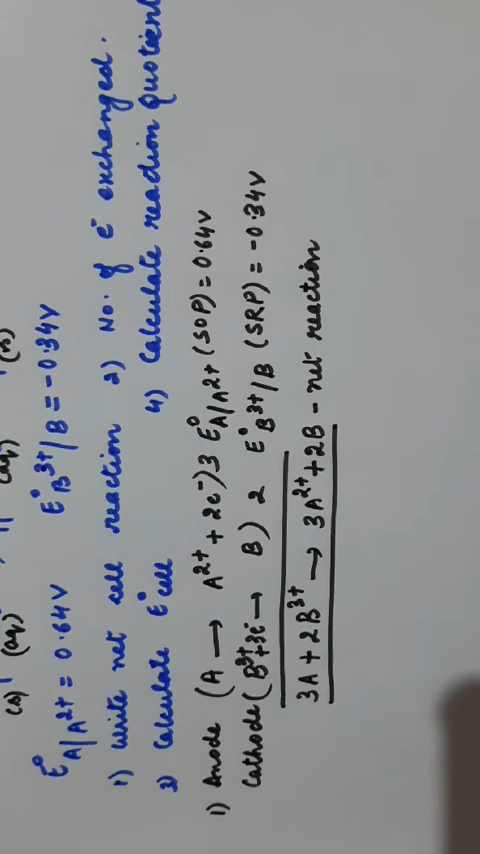 (s) (aq) (aq) (s)
E°A/A2+ = 0.64V E°B3+/B = -0.34V
1) Write net cell reaction 2) No. of e⁻ exchanged.
3) Calculate E°cell 4) Calculate reaction quotient
1) Anode (A → A2+ + 2e⁻) 3 E°A/A2+ (SOP) = 0.64V
Cathode (B3+ + 3e⁻ → B) 2 E°B3+/B (SRP) = -0.34V
3A + 2B3+ → 3A2+ + 2B - net reaction